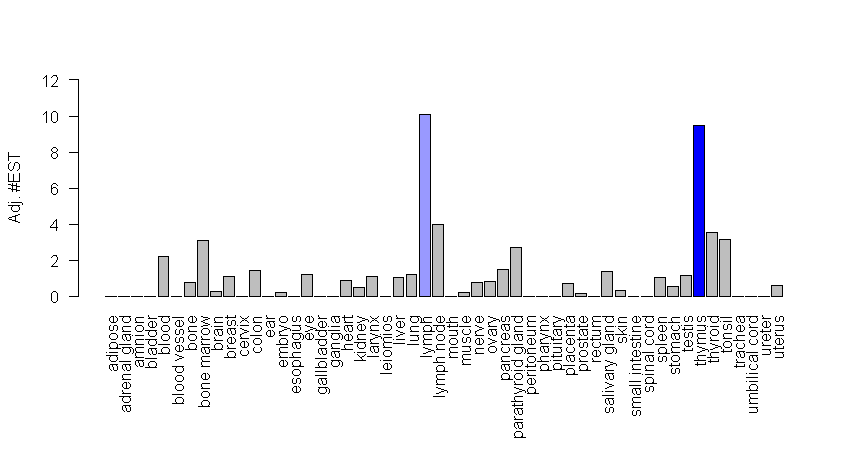 Adj. #EST
12
10
8
6
4
2
0
adipose
adrenal gland
amnion
bladder
blood
blood vessel
bone
bone marrow
brain
breast
cervix
colon
ear
embryo
esophagus
eye
gallbladder
ganglia
heart
kidney
larynx
leiomios
liver
lung
lymph
lymph node
mouth
muscle
nerve
ovary
pancreas
parathyroid gland
peritoneum
pharynx
pituitary
placenta
prostate
rectum
salivary gland
skin
small intestine
spinal cord
spleen
stomach
testis
thymus
thyroid
tonsil
trachea
umbilical cord
ureter
uterus